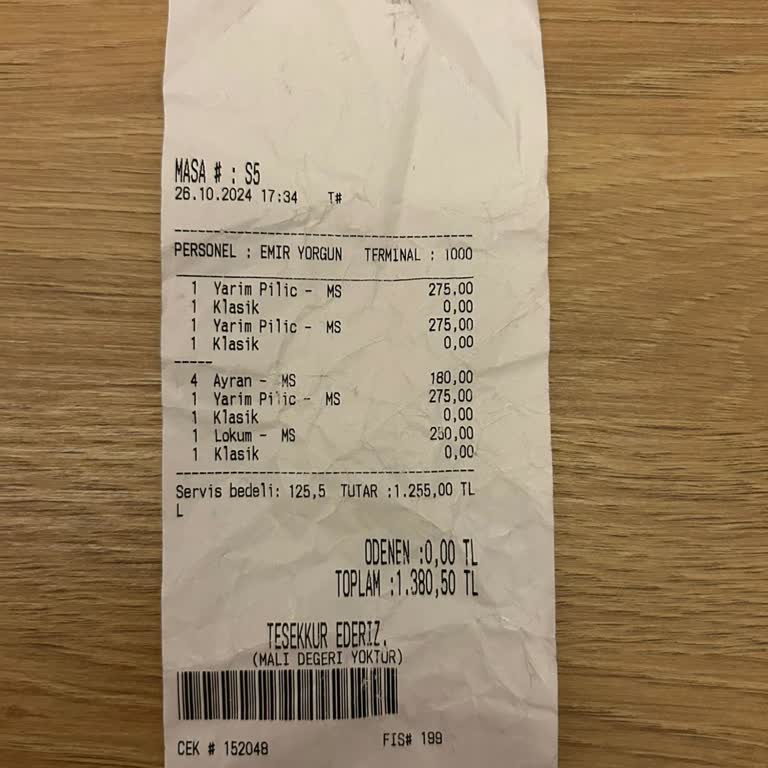 MASA # : S5
26.10.2024 17:34 T#
PERSONEL : EMIR YORGUN TERMINAL : 1000
1 Yarim Pilic - MS 275,00
1 Klasik 0,00
1 Yarim Pilic - MS 275,00
1 Klasik 0,00
-----
4 Ayran - MS 180,00
1 Yarim Pilic - MS 275,00
1 Klasik 0,00
1 Lokum - MS 250,00
1 Klasik 0,00
Servis bedeli: 125,5 TUTAR :1.255,00 TL
L
ODENEN :0,00 TL
TOPLAM :1.380,50 TL
TESEKKUR EDERIZ.
(MALI DEGERI YOKTUR)
CEK # 152048 FIS# 199